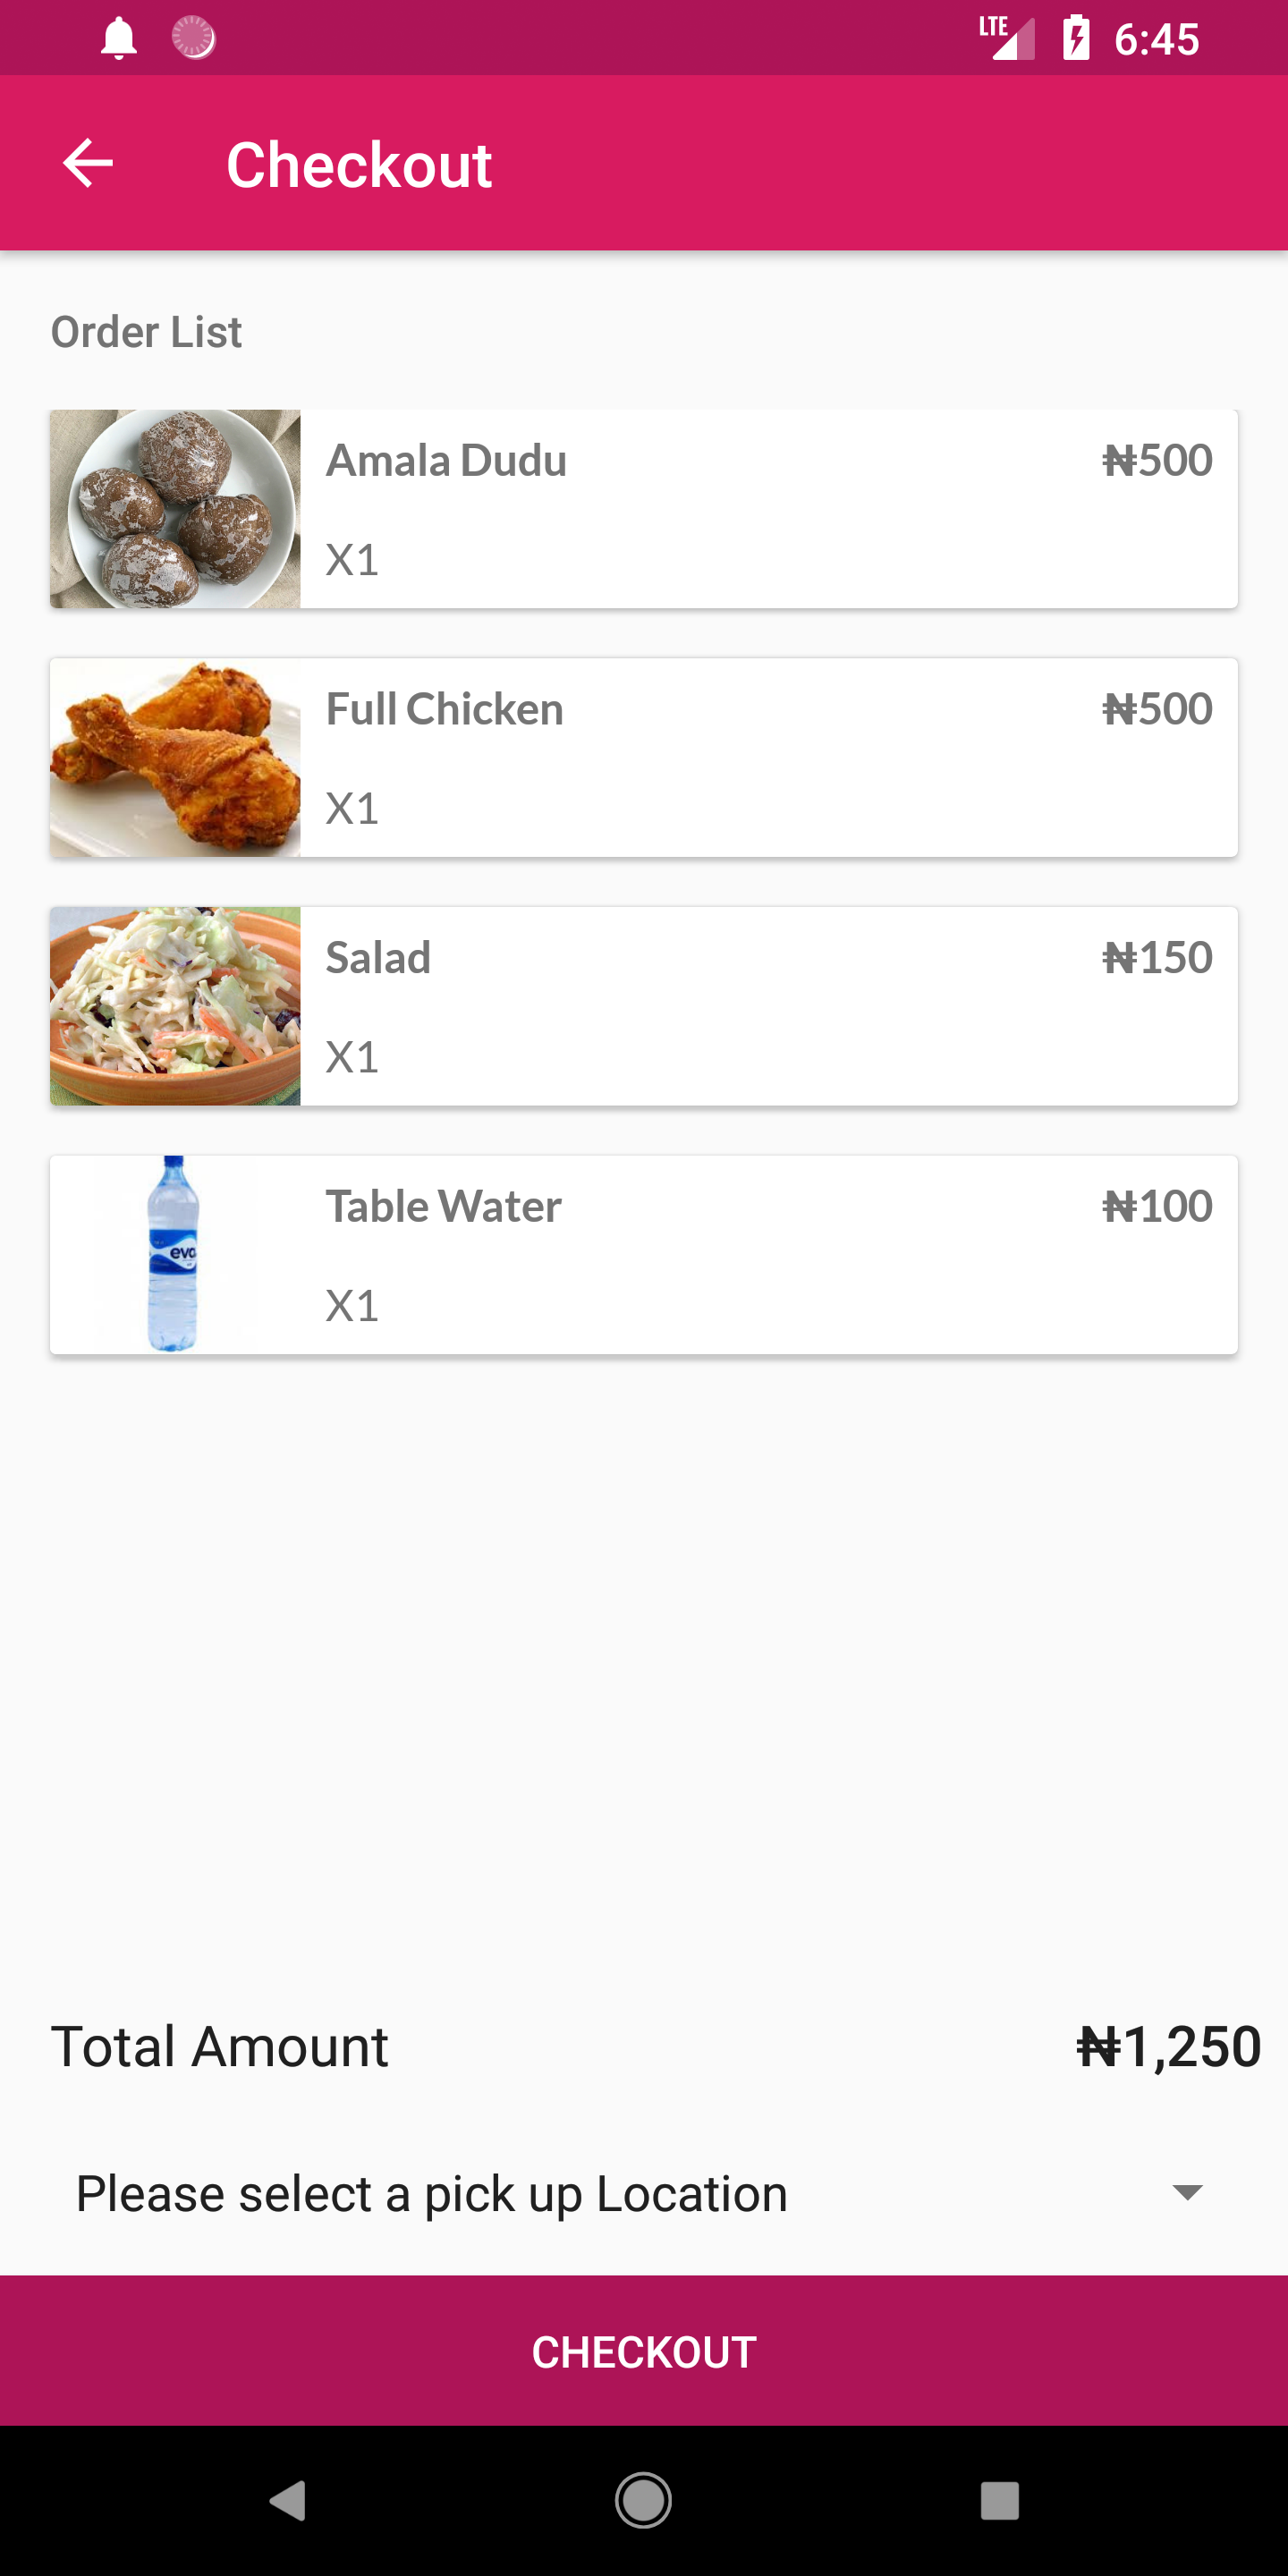 LTE 6:45
Checkout
Order List
Amala Dudu ₦500
X1
Full Chicken ₦500
X1
Salad ₦150
X1
eva
Table Water ₦100
X1
Total Amount ₦1,250
Please select a pick up Location
CHECKOUT